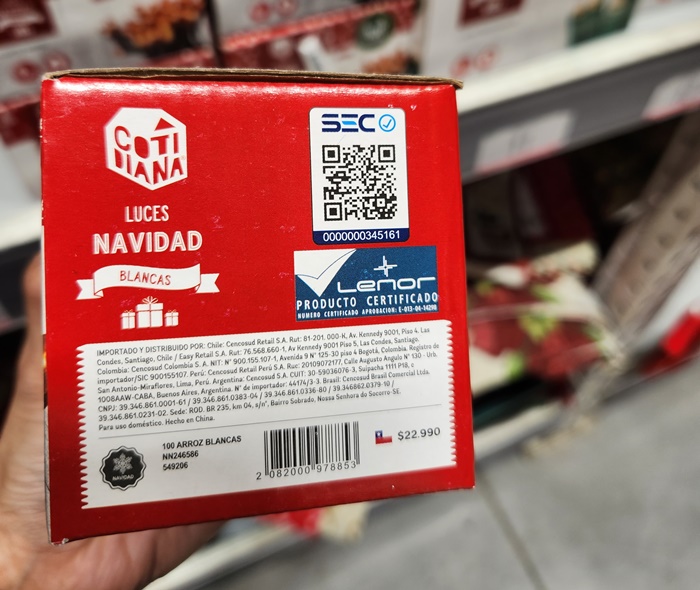 COTI
DIANA
LUCES
NAVIDAD
BLANCAS
SEC
0000000345161
Lenor
PRODUCTO CERTIFICADO
NUMERO CERTIFICADO APROBACION: E-013-04-14298
IMPORTADO Y DISTRIBUIDO POR: Chile: Cencosud Retail S.A. Rut: 81-201. 000-K, Av. Kennedy 9001, Piso 4, Las
Condes, Santiago, Chile / Easy Retail S.A. Rut: 76.568.660-1, Av Kennedy 9001 Piso 5, Las Condes, Santiago.
Colombia: Cencosud Colombia S. A. NIT: N° 900.155.107-1, Avenida 9 N° 125-30 piso 4 Bogotá, Colombia, Registro de
importador/SIC 900155107. Perú: Cencosud Retail Perú S.A. Ruc: 20109072177, Calle Augusto Angulo N° 130 - Urb.
San Antonio-Miraflores, Lima, Perú. Argentina: Cencosud S.A. CUIT: 30-59036076-3, Suipacha 1111 P18, c
1008AAW-CABA, Buenos Aires, Argentina. N° de importador: 44174/3-3. Brasil: Cencosud Brasil Comercial Ltda.
CNPJ: 39.346.861.0001-61 / 39.346.861.0383-04 / 39.346.861.0336-80 / 39.346862.0379-10 /
39.346.861.0231-02. Sede: ROD. BR 235, km 04, s/n°, Bairro Sobrado, Nossa Senhora do Socorro-SE.
Para uso doméstico. Hecho en China.
NAVIDAD
100 ARROZ BLANCAS
NN246586
549206
2 082000 978853
$22.990